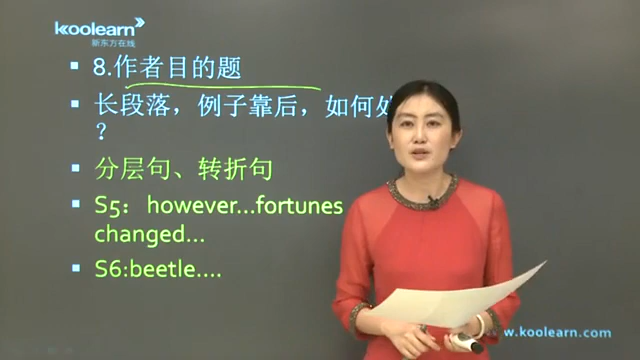 koolearn
新东方在线
8.作者目的题
长段落，例子靠后，如何处
？
分层句、转折句
S5：however...fortunes
changed...
S6:beetle....
www.koolearn.com